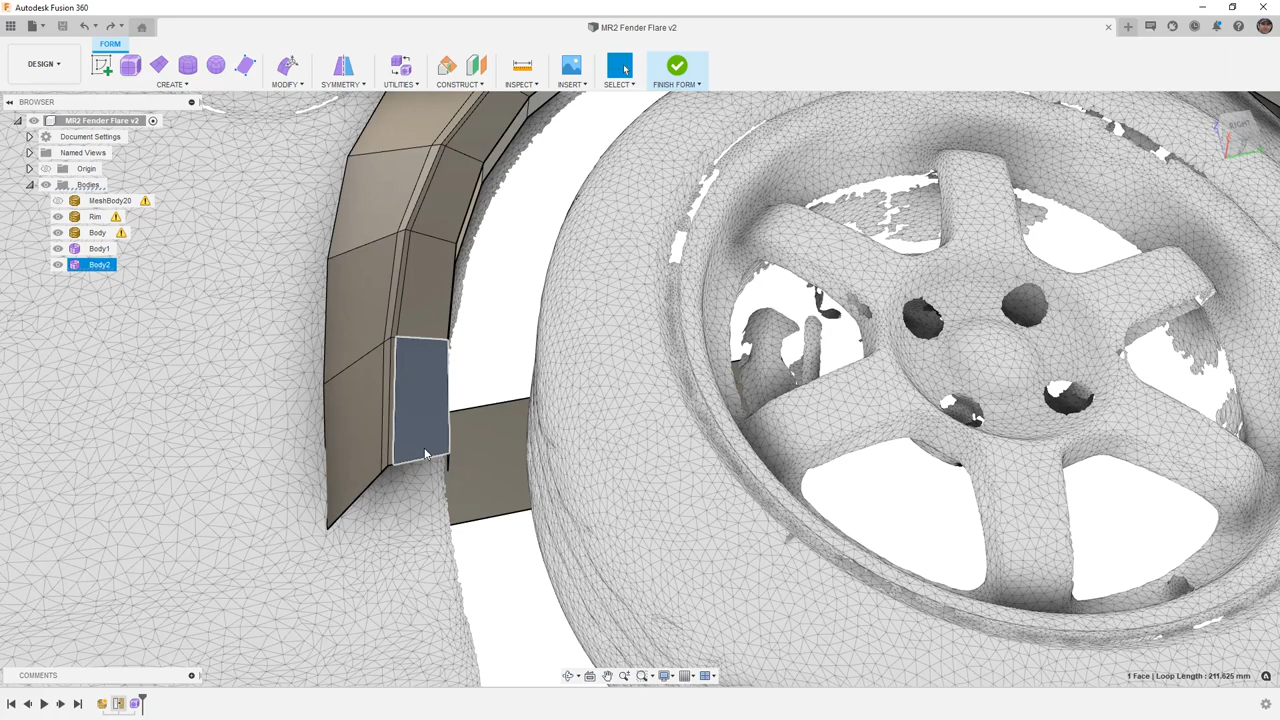 Autodesk Fusion 360
MR2 Fender Flare v2
FORM
DESIGN
CREATE
MODIFY
SYMMETRY
UTILITIES
CONSTRUCT
INSPECT
INSERT
SELECT
FINISH FORM
BROWSER
MR2 Fender Flare v2
Document Settings
Named Views
Origin
Bodies
MeshBody20
Rim
Body
Body1
Body2
RIGHT
COMMENTS
1 Face | Loop Length : 211.625 mm